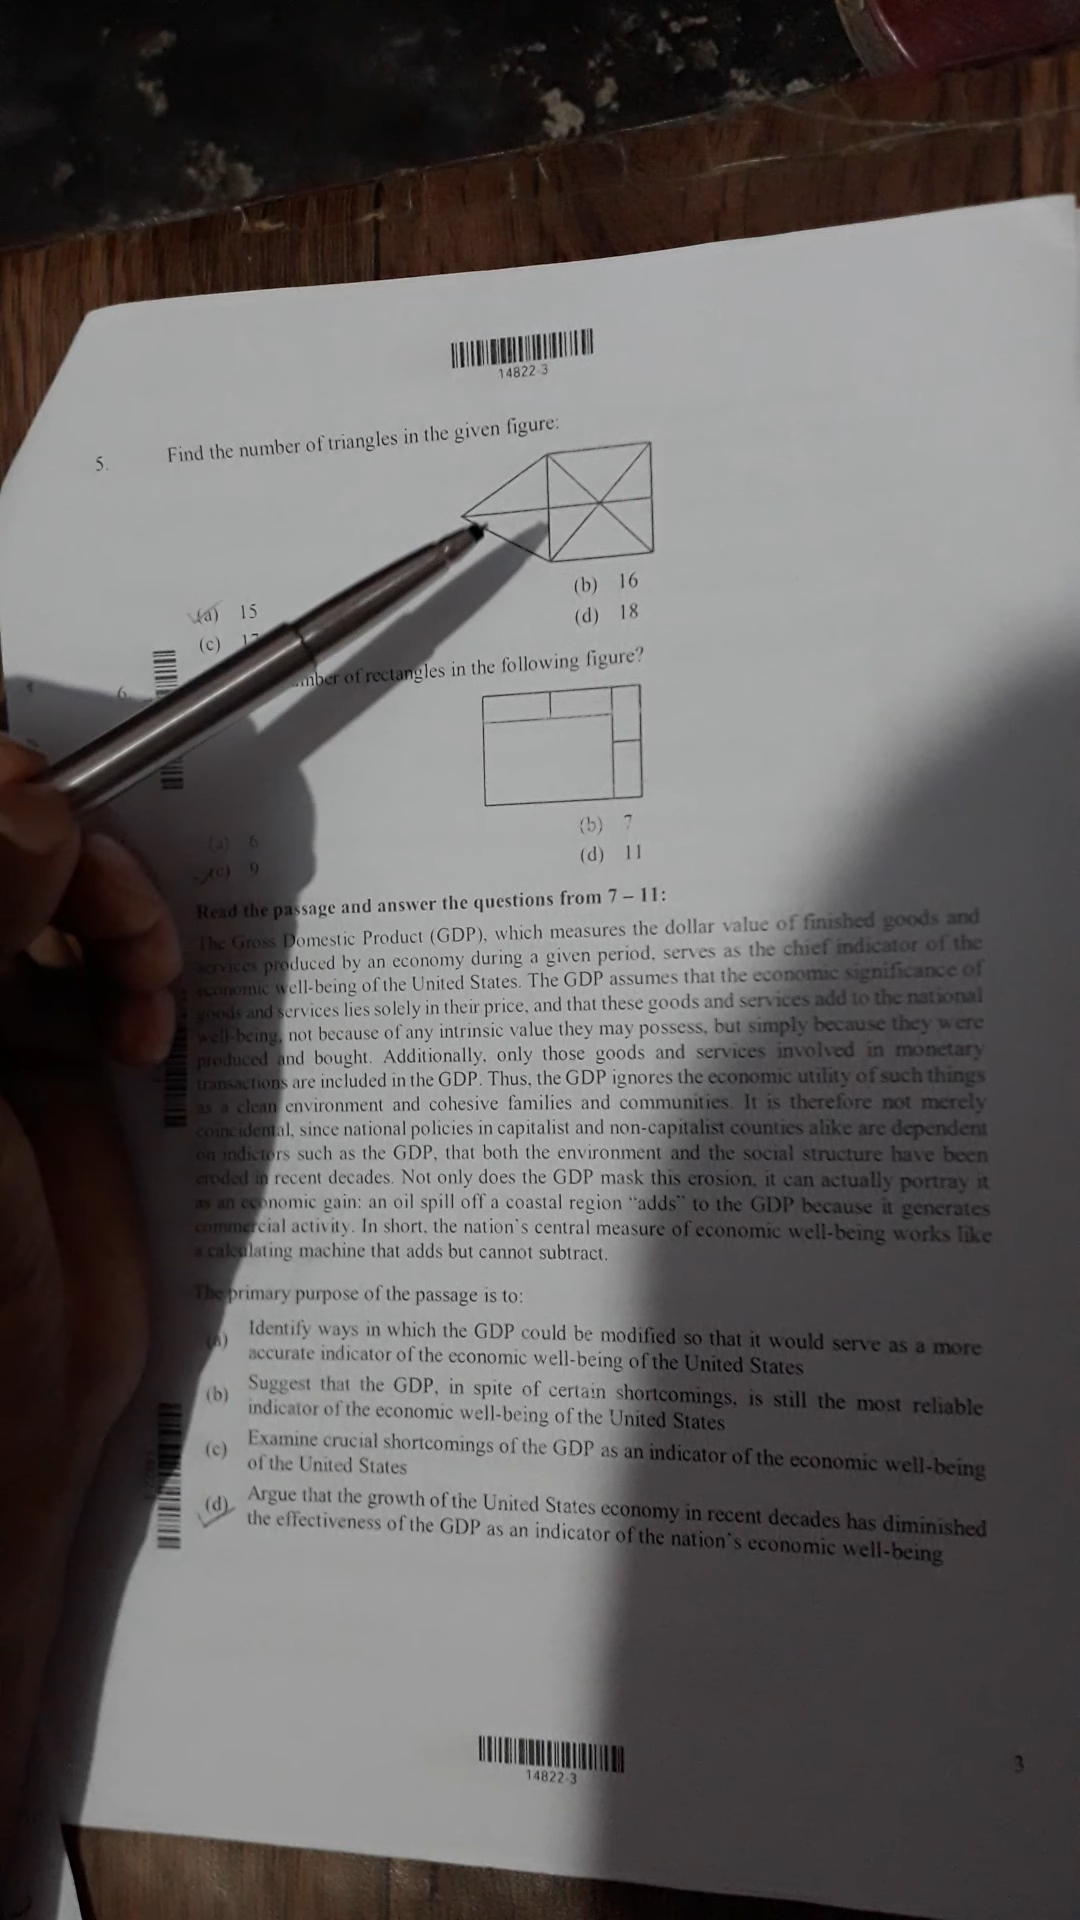 14822-3
5. Find the number of triangles in the given figure:
(a) 15 (b) 16
(c) (d) 18
6. of rectangles in the following figure?
(a) 6 (b) 7
(c) 9 (d) 11
Read the passage and answer the questions from 7 – 11:
The Gross Domestic Product (GDP), which measures the dollar value of finished goods and
services produced by an economy during a given period, serves as the chief indicator of the
economic well-being of the United States. The GDP assumes that the economic significance of
goods and services lies solely in their price, and that these goods and services add to the national
well-being, not because of any intrinsic value they may possess, but simply because they were
produced and bought. Additionally, only those goods and services involved in monetary
transactions are included in the GDP. Thus, the GDP ignores the economic utility of such things
as a clean environment and cohesive families and communities. It is therefore not merely
coincidental, since national policies in capitalist and non-capitalist counties alike are dependent
on indictors such as the GDP, that both the environment and the social structure have been
eroded in recent decades. Not only does the GDP mask this erosion, it can actually portray it
as an economic gain: an oil spill off a coastal region “adds” to the GDP because it generates
commercial activity. In short, the nation's central measure of economic well-being works like
a calculating machine that adds but cannot subtract.
The primary purpose of the passage is to:
(a) Identify ways in which the GDP could be modified so that it would serve as a more
accurate indicator of the economic well-being of the United States
(b) Suggest that the GDP, in spite of certain shortcomings, is still the most reliable
indicator of the economic well-being of the United States
(c) Examine crucial shortcomings of the GDP as an indicator of the economic well-being
of the United States
(d) Argue that the growth of the United States economy in recent decades has diminished
the effectiveness of the GDP as an indicator of the nation's economic well-being
14822-3
3